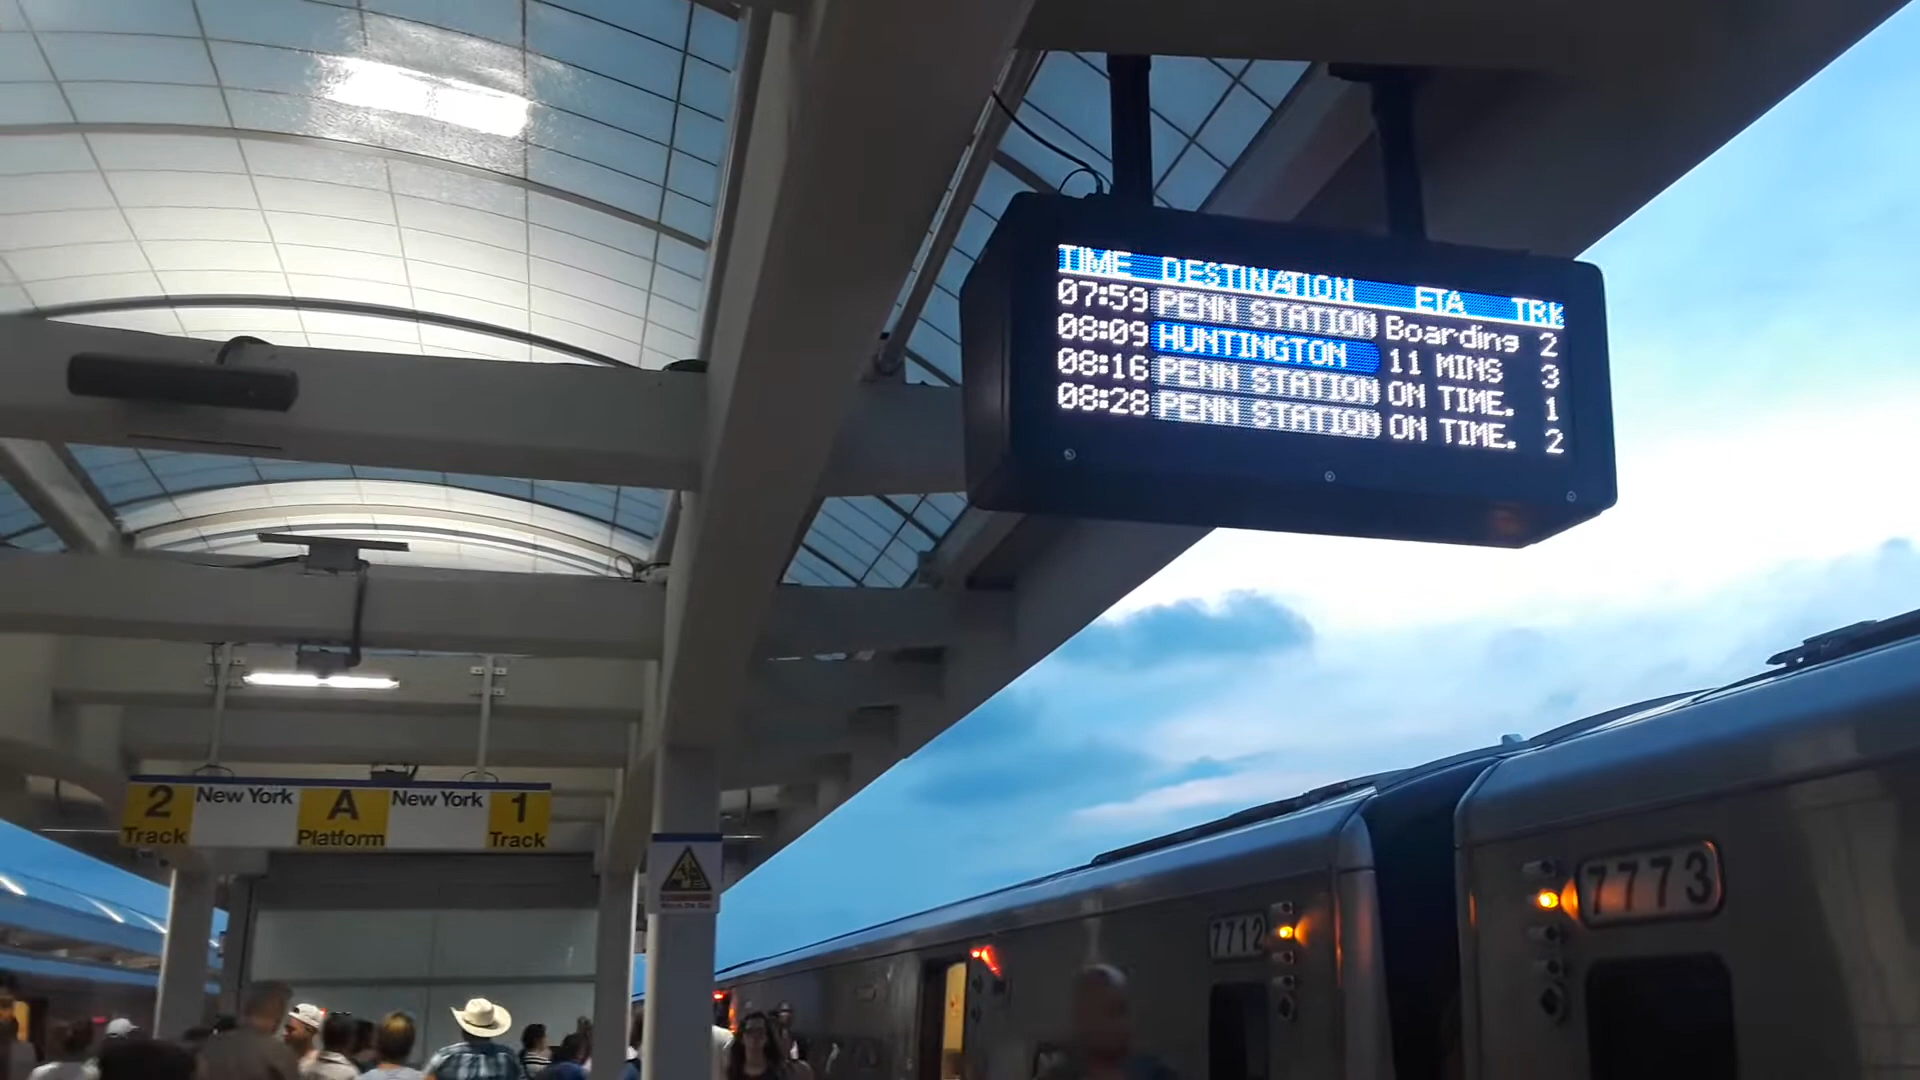 TIME DESTINATION ETA TRK
07:59 PENN STATION Boarding 2
08:09 HUNTINGTON 11 MINS 3
08:16 PENN STATION ON TIME. 1
08:28 PENN STATION ON TIME. 2
2 New York A New York 1
Track Platform Track
7712
7773